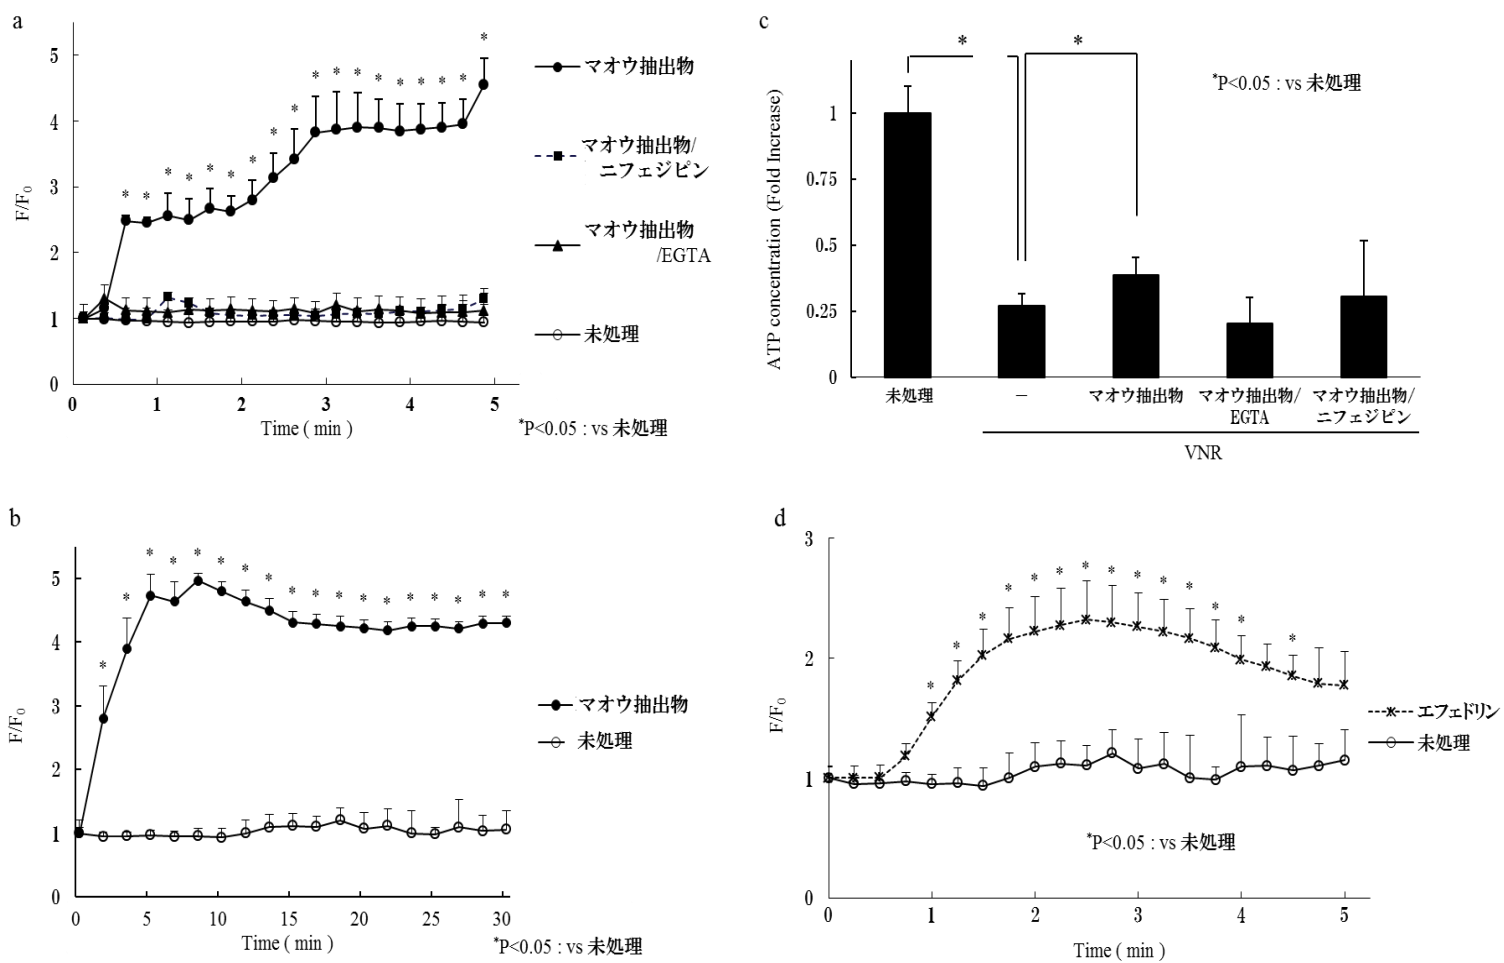 a
5
4
3
2
1
0
F/F0
0 1 2 3 4 5
Time ( min )
マオウ抽出物
マオウ抽出物/
ニフェジピン
マオウ抽出物
/EGTA
未処理
*P<0.05 : vs 未処理
* * * * * * * * * * * * * * * * * *
c
ATP concentration (Fold Increase)
1
0.75
0.5
0.25
0
* *
*P<0.05 : vs 未処理
未処理 － マオウ抽出物 マオウ抽出物/ マオウ抽出物/
EGTA ニフェジピン
VNR
b
5
4
3
2
1
0
F/F0
0 5 10 15 20 25 30
Time ( min )
* * * * * * * * * * * * * * * * * *
マオウ抽出物
未処理
*P<0.05 : vs 未処理
d
3
2
1
0
F/F0
0 1 2 3 4 5
Time ( min )
* * * * * * * * * * * * * *
エフェドリン
未処理
*P<0.05 : vs 未処理